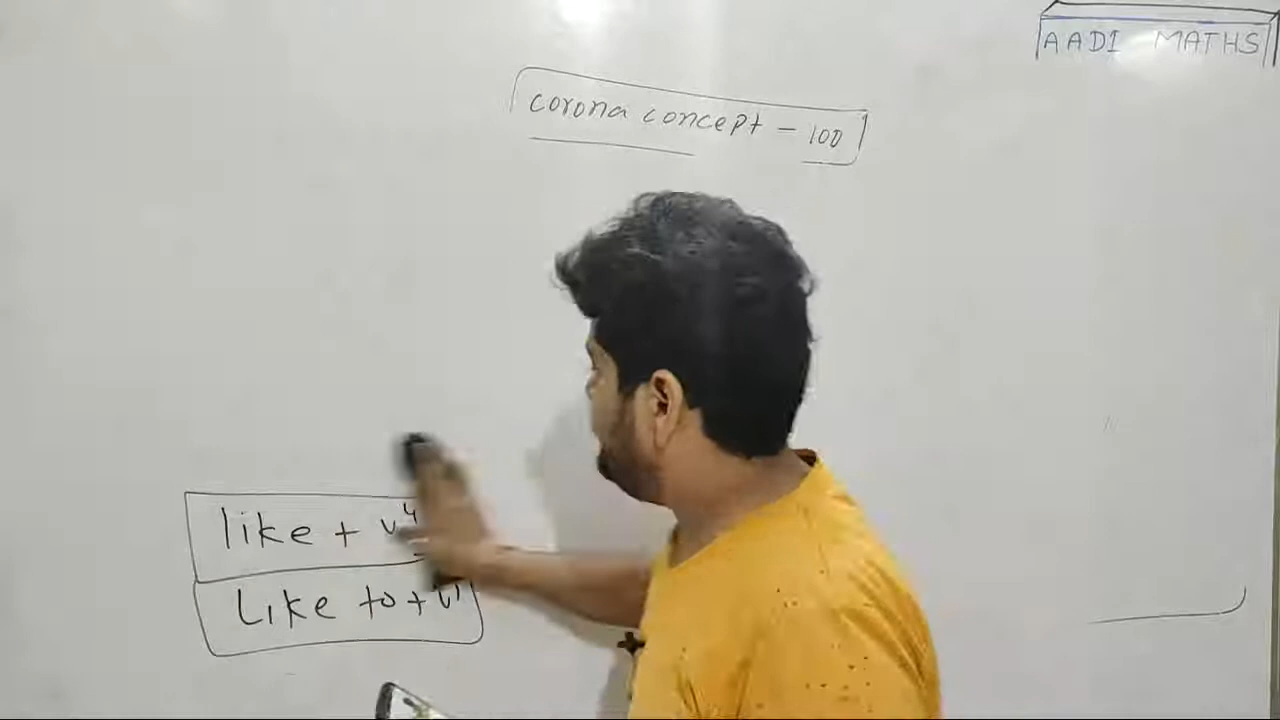 AADI MATHS
corona concept - 100
like + v4
Like to + v1